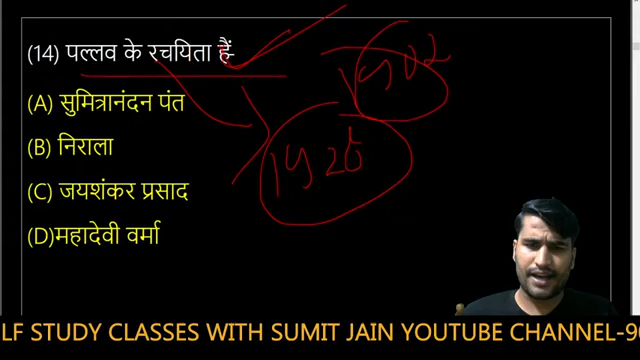 (14) पल्लव के रचयिता हैं-
(A) सुमित्रानंदन पंत
(B) निराला
(C) जयशंकर प्रसाद
(D)महादेवी वर्मा
1926
LF STUDY CLASSES WITH SUMIT JAIN YOUTUBE CHANNEL-90